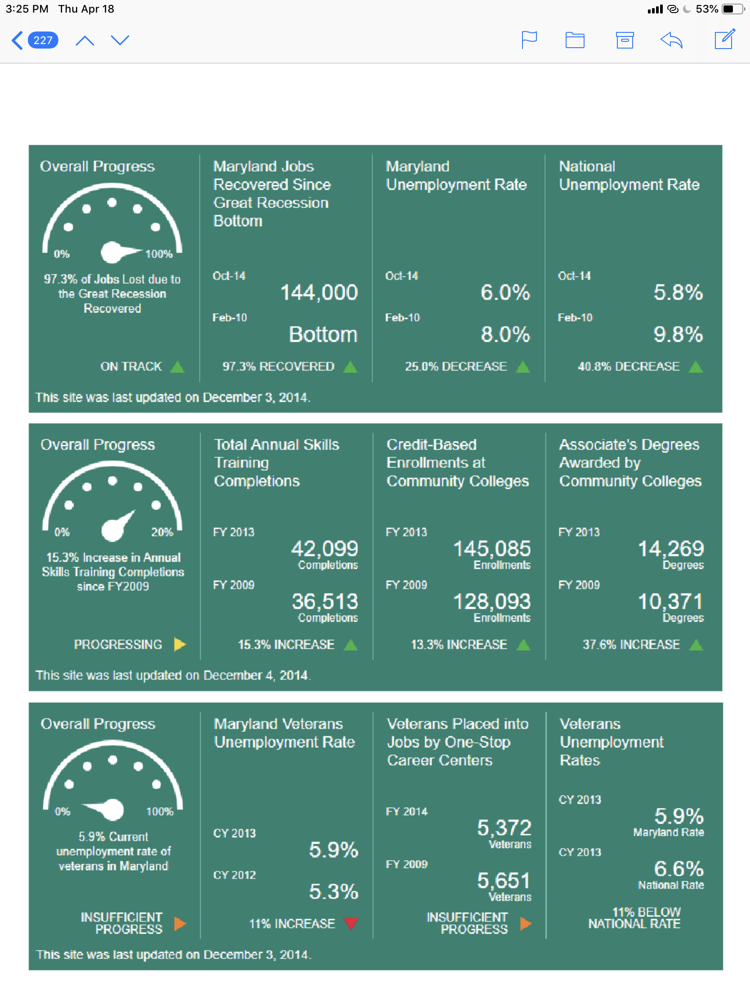 3:25 PM Thu Apr 18
53%
227
Overall Progress
0%
100%
97.3% of Jobs Lost due to
the Great Recession
Recovered
ON TRACK
Maryland Jobs
Recovered Since
Great Recession
Bottom
Oct-14
144,000
Feb-10
Bottom
97.3% RECOVERED
Maryland
Unemployment Rate
Oct-14
6.0%
Feb-10
8.0%
25.0% DECREASE
National
Unemployment Rate
Oct-14
5.8%
Feb-10
9.8%
40.8% DECREASE
This site was last updated on December 3, 2014.
Overall Progress
0%
20%
15.3% Increase in Annual
Skills Training Completions
since FY2009
PROGRESSING
Total Annual Skills
Training
Completions
FY 2013
42,099
Completions
FY 2009
36,513
Completions
15.3% INCREASE
Credit-Based
Enrollments at
Community Colleges
FY 2013
145,085
Enrollments
FY 2009
128,093
Enrollments
13.3% INCREASE
Associate's Degrees
Awarded by
Community Colleges
FY 2013
14,269
Degrees
FY 2009
10,371
Degrees
37.6% INCREASE
This site was last updated on December 4, 2014.
Overall Progress
0%
100%
5.9% Current
unemployment rate of
veterans in Maryland
INSUFFICIENT
PROGRESS
Maryland Veterans
Unemployment Rate
CY 2013
5.9%
CY 2012
5.3%
11% INCREASE
Veterans Placed into
Jobs by One-Stop
Career Centers
FY 2014
5,372
Veterans
FY 2009
5,651
Veterans
INSUFFICIENT
PROGRESS
Veterans
Unemployment
Rates
CY 2013
5.9%
Maryland Rate
CY 2013
6.6%
National Rate
11% BELOW
NATIONAL RATE
This site was last updated on December 3, 2014.